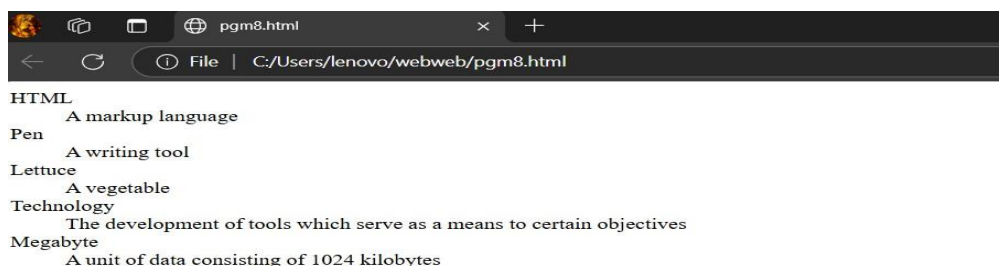 pgm8.html
File | C:/Users/lenovo/webweb/pgm8.html
HTML
A markup language
Pen
A writing tool
Lettuce
A vegetable
Technology
The development of tools which serve as a means to certain objectives
Megabyte
A unit of data consisting of 1024 kilobytes